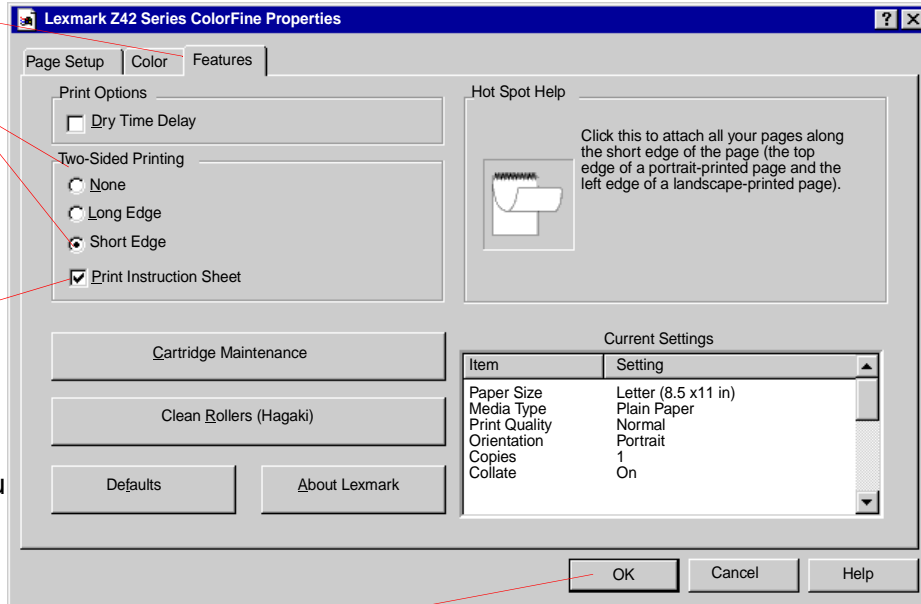 Lexmark Z42 Series ColorFine Properties
Page Setup Color Features
Print Options
Dry Time Delay
Two-Sided Printing
None
Long Edge
Short Edge
Print Instruction Sheet
Hot Spot Help
Click this to attach all your pages along
the short edge of the page (the top
edge of a portrait-printed page and the
left edge of a landscape-printed page).
Cartridge Maintenance
Clean Rollers (Hagaki)
Defaults About Lexmark
Current Settings
Item Setting
Paper Size Letter (8.5 x11 in)
Media Type Plain Paper
Print Quality Normal
Orientation Portrait
Copies 1
Collate On
OK Cancel Help